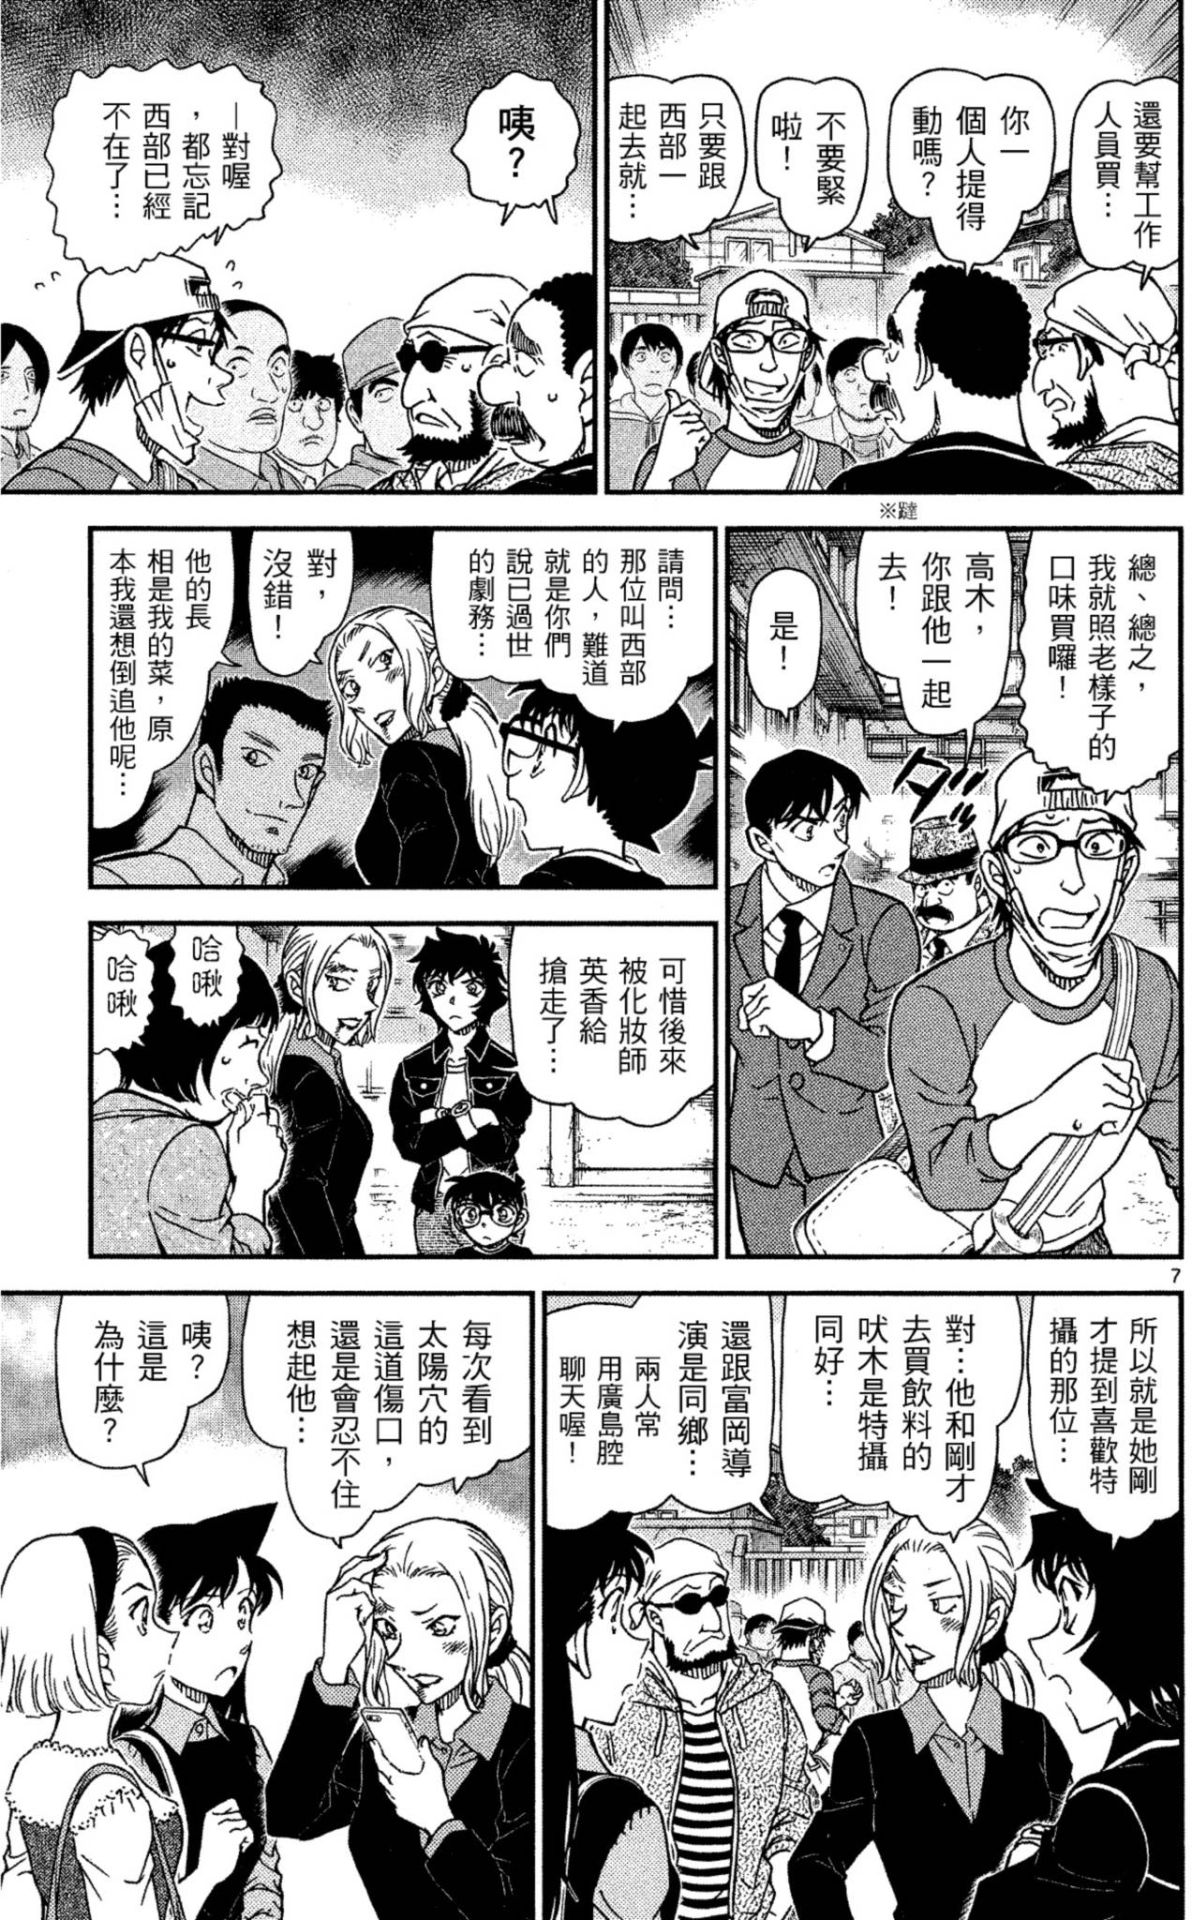 還要幫工作
人員買…
你一
個人提得
動嗎？
不要緊
啦！
只要跟
西部一
起去就…
咦？
－對喔
，都忘記
西部已經
不在了…
※躂
總、總之，
我就照老樣子的
口味買囉！
高木，
你跟他一起
去！
是！
ダッ
請問…
那位叫西部
的人，難道
就是你們
說已過世
的劇務…
對，
沒錯！
他的長
相是我的菜，原
本我還想倒追他呢…
可惜後來
被化妝師
英香給
搶走了…
哈
啾
哈
啾
7
所以就是她剛
才提到喜歡特
攝的那位…
對…他和剛才
去買飲料的
吠木是特攝
同好…
還跟富岡導
演是同鄉…
兩人常
用廣島腔
聊天喔！
每次看到
太陽穴的
這道傷口，
還是會忍不住
想起他…
咦？
這是
為什麼？